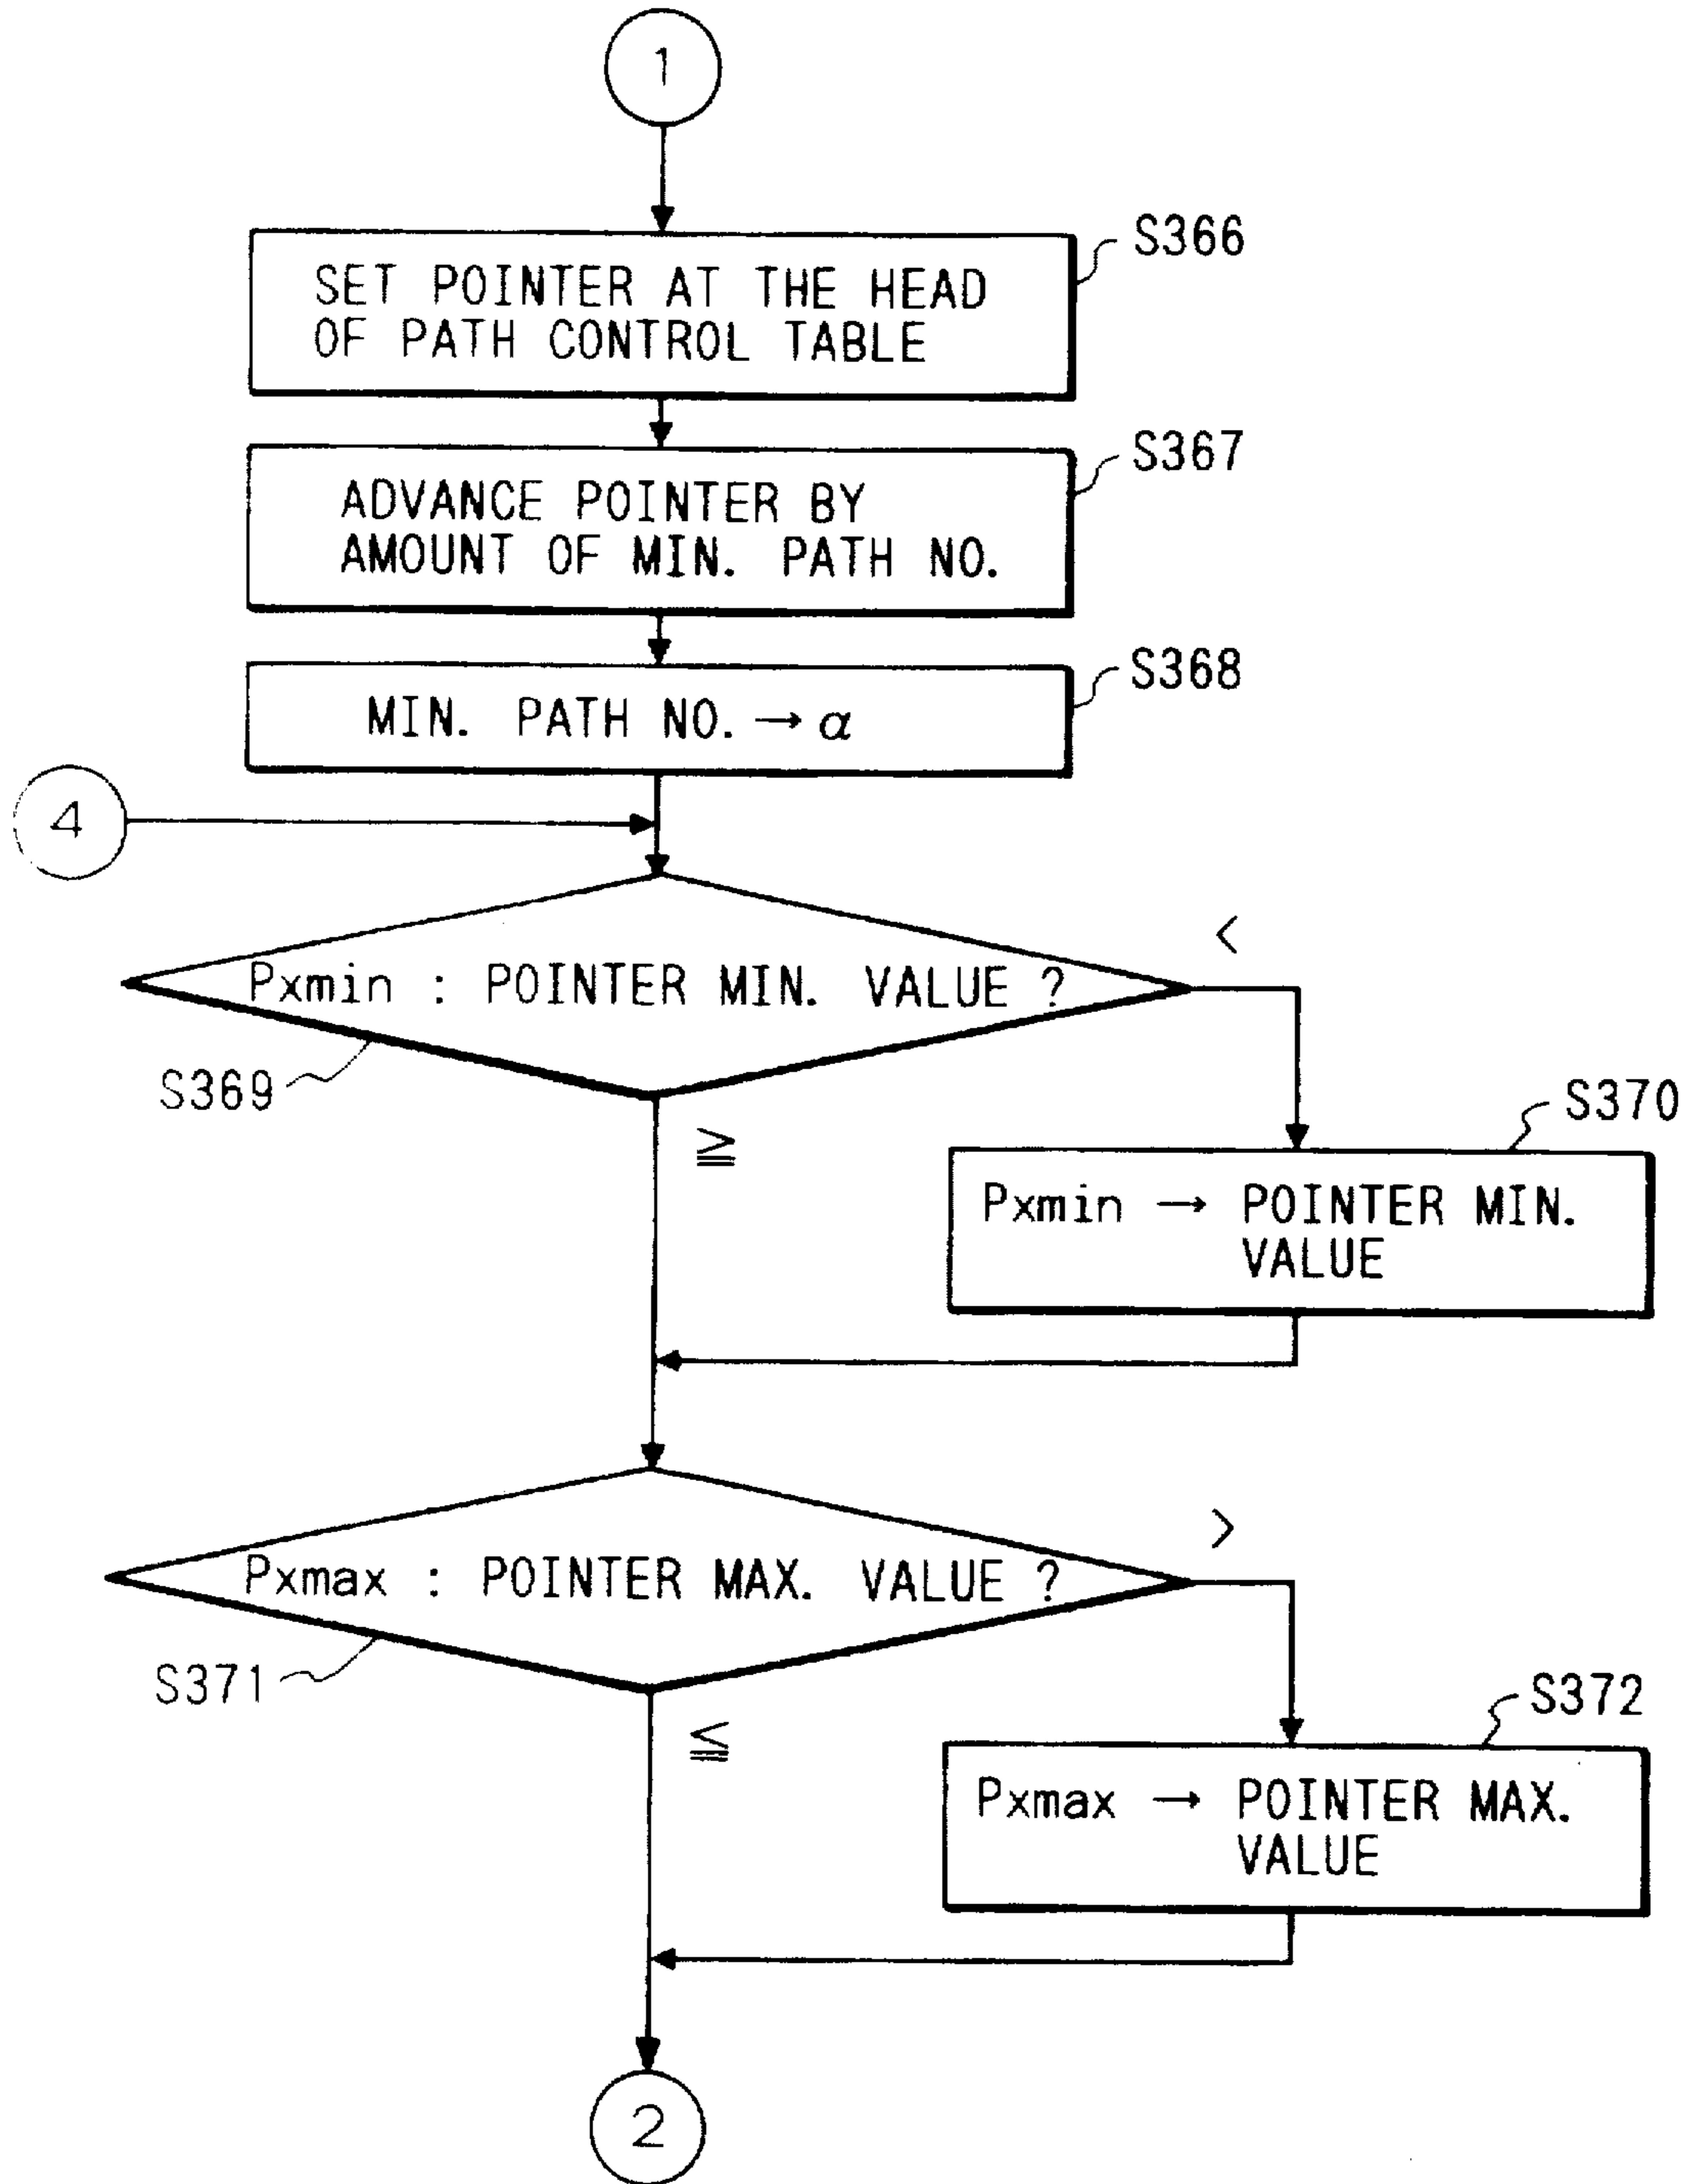 1
S366
SET POINTER AT THE HEAD
OF PATH CONTROL TABLE
S367
ADVANCE POINTER BY
AMOUNT OF MIN. PATH NO.
S368
MIN. PATH NO. → α
4
<
Pxmin : POINTER MIN. VALUE ?
S369
≧
S370
Pxmin → POINTER MIN.
VALUE
>
Pxmax : POINTER MAX. VALUE ?
S371
≦
S372
Pxmax → POINTER MAX.
VALUE
2